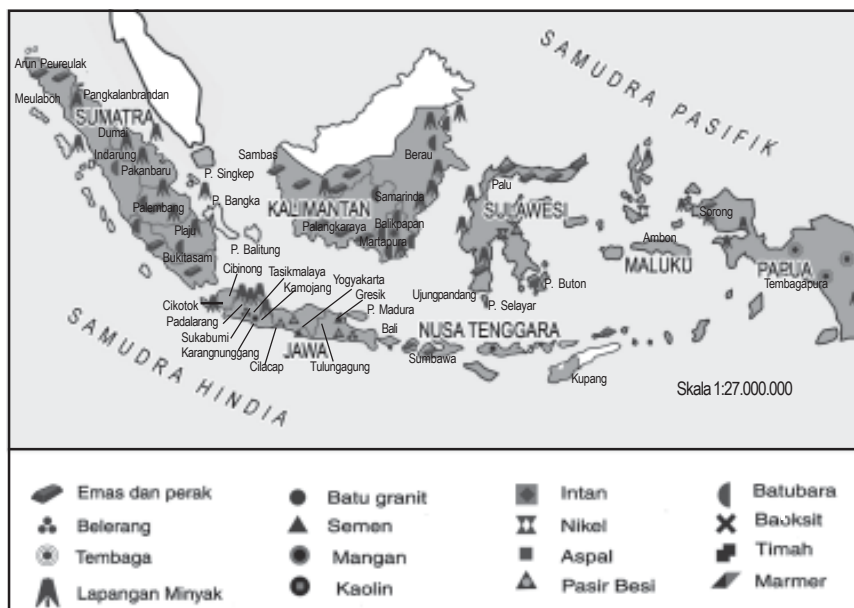 SAMUDRA PASIFIK
Arun Peureulak
Meulaboh
Pangkalanbrandan
SUMATRA
Dumai
Indarung
Pakanbaru
P. Singkep
Sambas
Berau
Palu
Samarinda
P. Bangka
KALIMANTAN
SULAWESI
Sorong
Palembang
Palangkaraya
Balikpapan
Plaju
Martapura
Ambon
P. Balitung
MALUKU
PAPUA
Bukitasam
Tembagapura
Cibinong
Tasikmalaya
Yogyakarta
Kamojang
Gresik
P. Buton
Ujungpandang
Cikotok
P. Madura
P. Selayar
Padalarang
Bali
NUSA TENGGARA
Sukabumi
Karangnunggang
JAWA
Cilacap
Tulungagung
Sumbawa
Kupang
SAMUDRA HINDIA
Skala 1:27.000.000
Emas dan perak
Batu granit
Intan
Batubara
Belerang
Semen
Nikel
Baoksit
Tembaga
Mangan
Aspal
Timah
Lapangan Minyak
Kaolin
Pasir Besi
Marmer